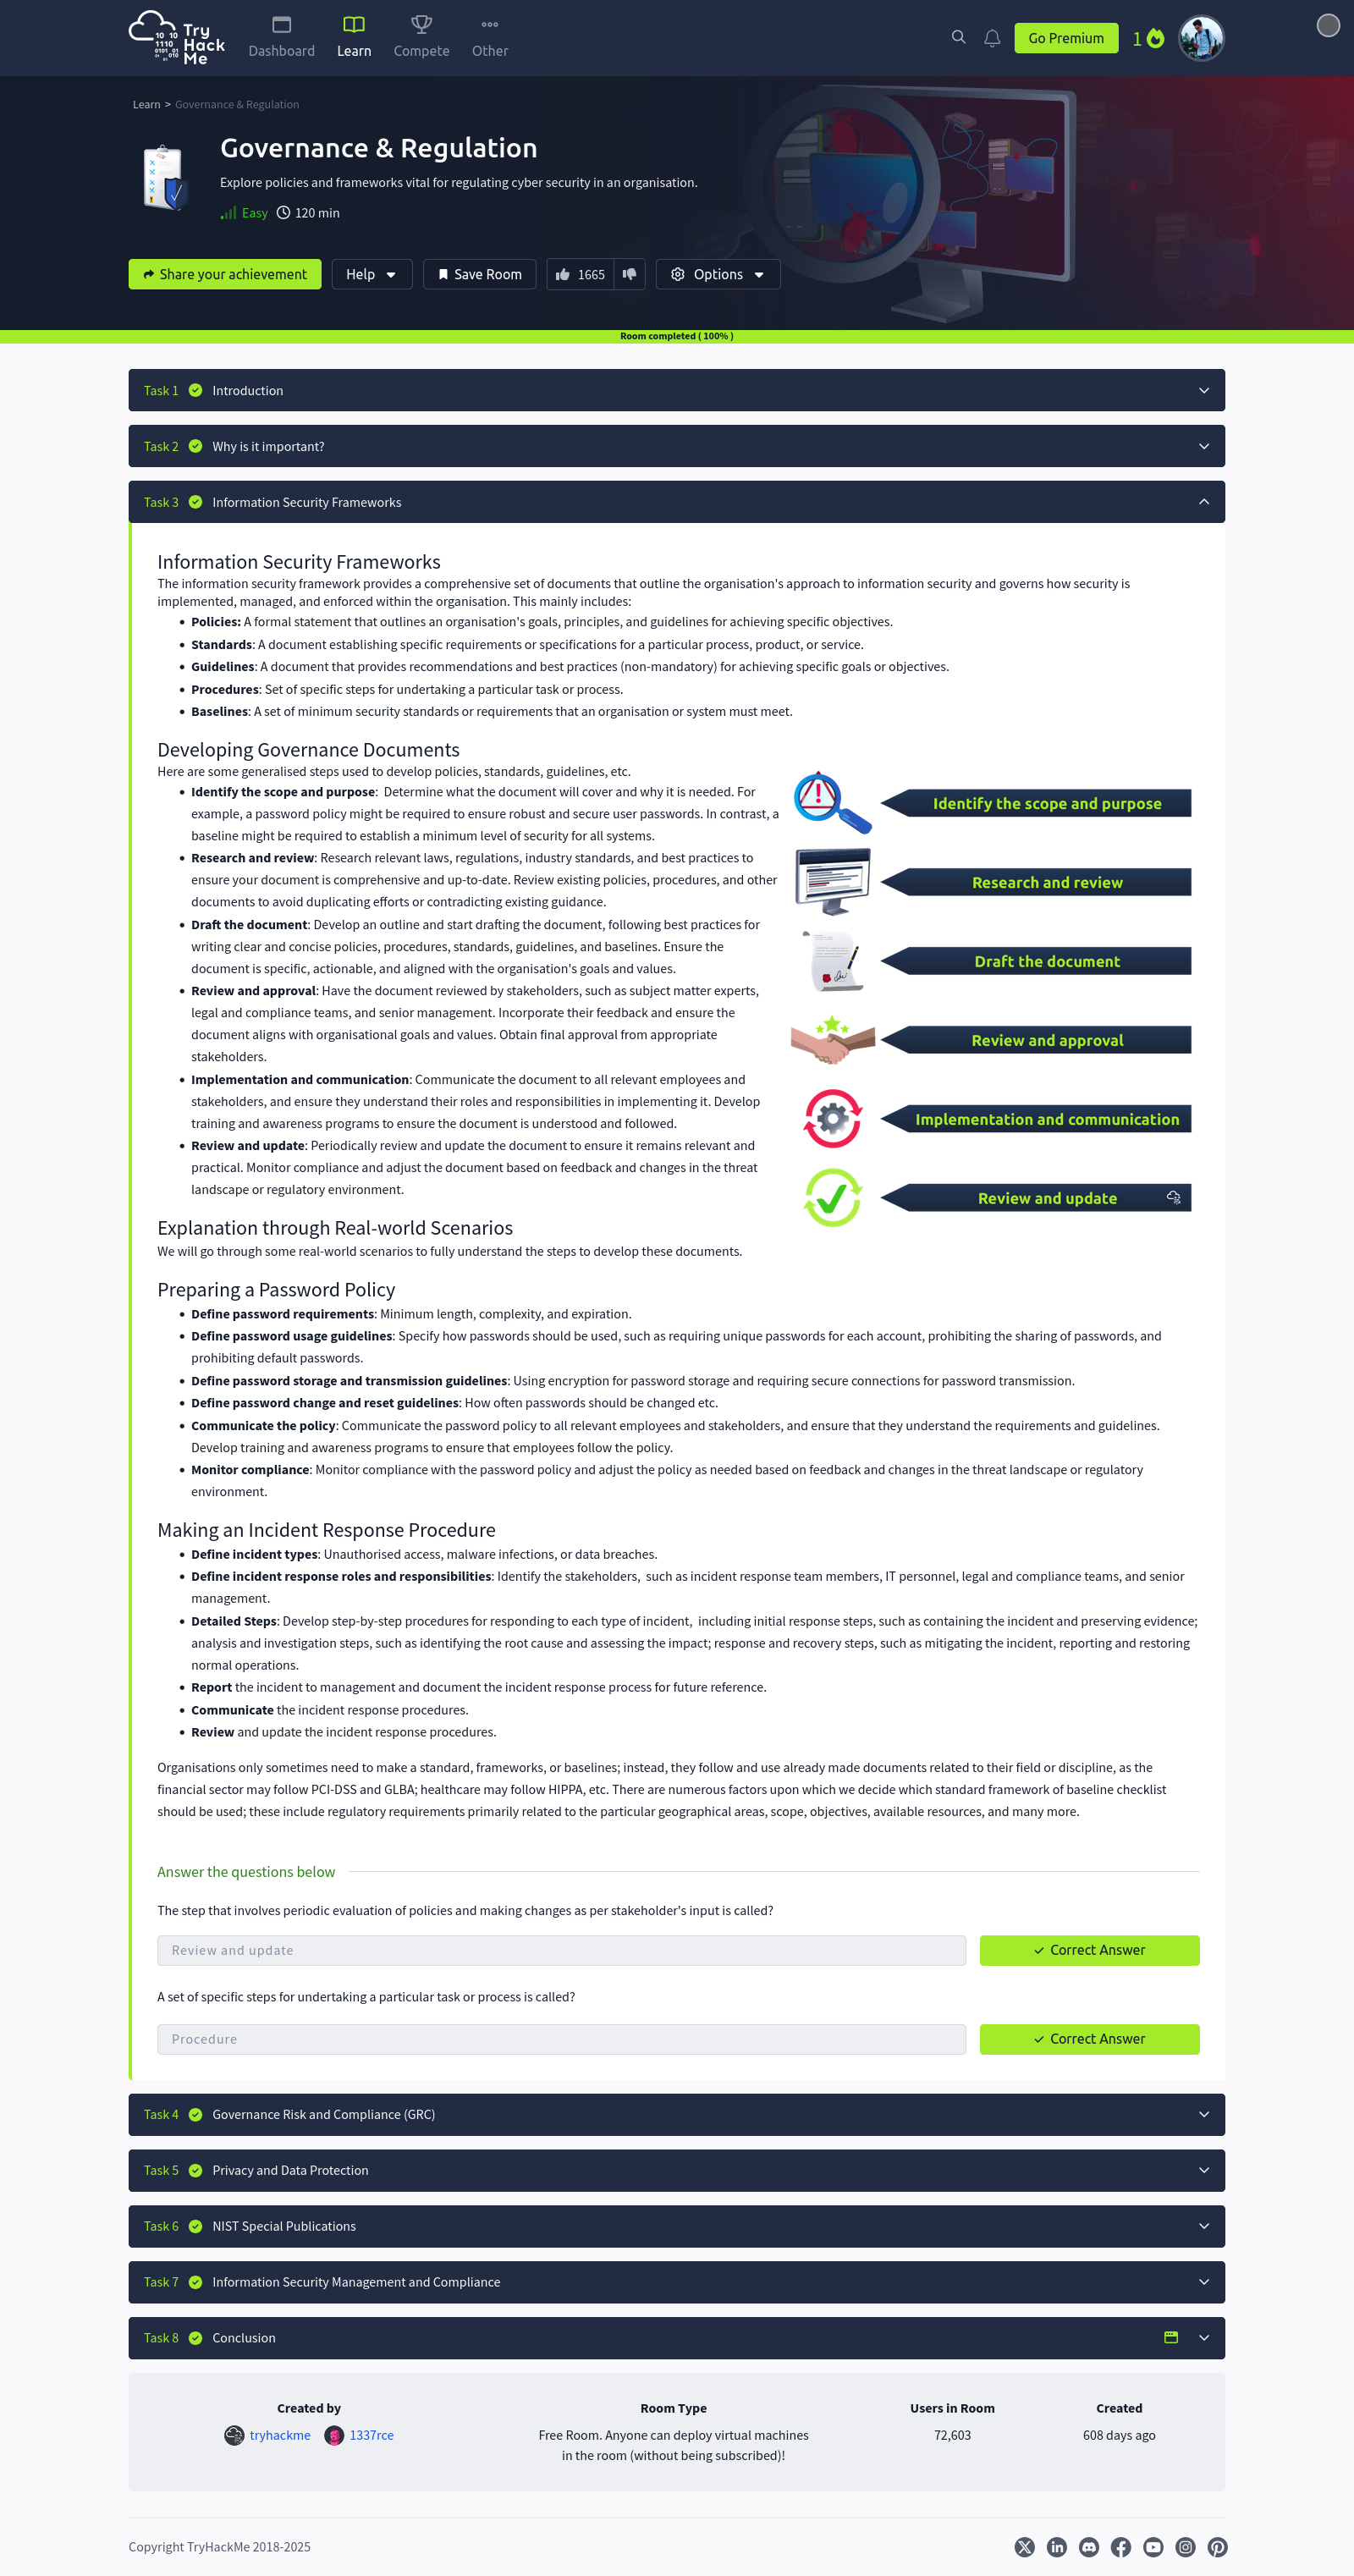 Try
Hack
Me
Dashboard
Learn
Compete
Other
Go Premium
1
Learn > Governance & Regulation
Governance & Regulation
Explore policies and frameworks vital for regulating cyber security in an organisation.
Easy 120 min
Share your achievement
Help
Save Room
1665
Options
Room completed ( 100% )
Task 1 Introduction
Task 2 Why is it important?
Task 3 Information Security Frameworks
Information Security Frameworks
The information security framework provides a comprehensive set of documents that outline the organisation's approach to information security and governs how security is
implemented, managed, and enforced within the organisation. This mainly includes:
• Policies: A formal statement that outlines an organisation's goals, principles, and guidelines for achieving specific objectives.
• Standards: A document establishing specific requirements or specifications for a particular process, product, or service.
• Guidelines: A document that provides recommendations and best practices (non-mandatory) for achieving specific goals or objectives.
• Procedures: Set of specific steps for undertaking a particular task or process.
• Baselines: A set of minimum security standards or requirements that an organisation or system must meet.
Developing Governance Documents
Here are some generalised steps used to develop policies, standards, guidelines, etc.
• Identify the scope and purpose: Determine what the document will cover and why it is needed. For
example, a password policy might be required to ensure robust and secure user passwords. In contrast, a
baseline might be required to establish a minimum level of security for all systems.
• Research and review: Research relevant laws, regulations, industry standards, and best practices to
ensure your document is comprehensive and up-to-date. Review existing policies, procedures, and other
documents to avoid duplicating efforts or contradicting existing guidance.
• Draft the document: Develop an outline and start drafting the document, following best practices for
writing clear and concise policies, procedures, standards, guidelines, and baselines. Ensure the
document is specific, actionable, and aligned with the organisation's goals and values.
• Review and approval: Have the document reviewed by stakeholders, such as subject matter experts,
legal and compliance teams, and senior management. Incorporate their feedback and ensure the
document aligns with organisational goals and values. Obtain final approval from appropriate
stakeholders.
• Implementation and communication: Communicate the document to all relevant employees and
stakeholders, and ensure they understand their roles and responsibilities in implementing it. Develop
training and awareness programs to ensure the document is understood and followed.
• Review and update: Periodically review and update the document to ensure it remains relevant and
practical. Monitor compliance and adjust the document based on feedback and changes in the threat
landscape or regulatory environment.
Identify the scope and purpose
Research and review
Draft the document
Review and approval
Implementation and communication
Review and update
Explanation through Real-world Scenarios
We will go through some real-world scenarios to fully understand the steps to develop these documents.
Preparing a Password Policy
• Define password requirements: Minimum length, complexity, and expiration.
• Define password usage guidelines: Specify how passwords should be used, such as requiring unique passwords for each account, prohibiting the sharing of passwords, and
prohibiting default passwords.
• Define password storage and transmission guidelines: Using encryption for password storage and requiring secure connections for password transmission.
• Define password change and reset guidelines: How often passwords should be changed etc.
• Communicate the policy: Communicate the password policy to all relevant employees and stakeholders, and ensure that they understand the requirements and guidelines.
Develop training and awareness programs to ensure that employees follow the policy.
• Monitor compliance: Monitor compliance with the password policy and adjust the policy as needed based on feedback and changes in the threat landscape or regulatory
environment.
Making an Incident Response Procedure
• Define incident types: Unauthorised access, malware infections, or data breaches.
• Define incident response roles and responsibilities: Identify the stakeholders, such as incident response team members, IT personnel, legal and compliance teams, and senior
management.
• Detailed Steps: Develop step-by-step procedures for responding to each type of incident, including initial response steps, such as containing the incident and preserving evidence;
analysis and investigation steps, such as identifying the root cause and assessing the impact; response and recovery steps, such as mitigating the incident, reporting and restoring
normal operations.
• Report the incident to management and document the incident response process for future reference.
• Communicate the incident response procedures.
• Review and update the incident response procedures.
Organisations only sometimes need to make a standard, frameworks, or baselines; instead, they follow and use already made documents related to their field or discipline, as the
financial sector may follow PCI-DSS and GLBA; healthcare may follow HIPPA, etc. There are numerous factors upon which we decide which standard framework of baseline checklist
should be used; these include regulatory requirements primarily related to the particular geographical areas, scope, objectives, available resources, and many more.
Answer the questions below
The step that involves periodic evaluation of policies and making changes as per stakeholder's input is called?
Review and update
Correct Answer
A set of specific steps for undertaking a particular task or process is called?
Procedure
Correct Answer
Task 4 Governance Risk and Compliance (GRC)
Task 5 Privacy and Data Protection
Task 6 NIST Special Publications
Task 7 Information Security Management and Compliance
Task 8 Conclusion
Created by
tryhackme 1337rce
Room Type
Free Room. Anyone can deploy virtual machines
in the room (without being subscribed)!
Users in Room
72,603
Created
608 days ago
Copyright TryHackMe 2018-2025